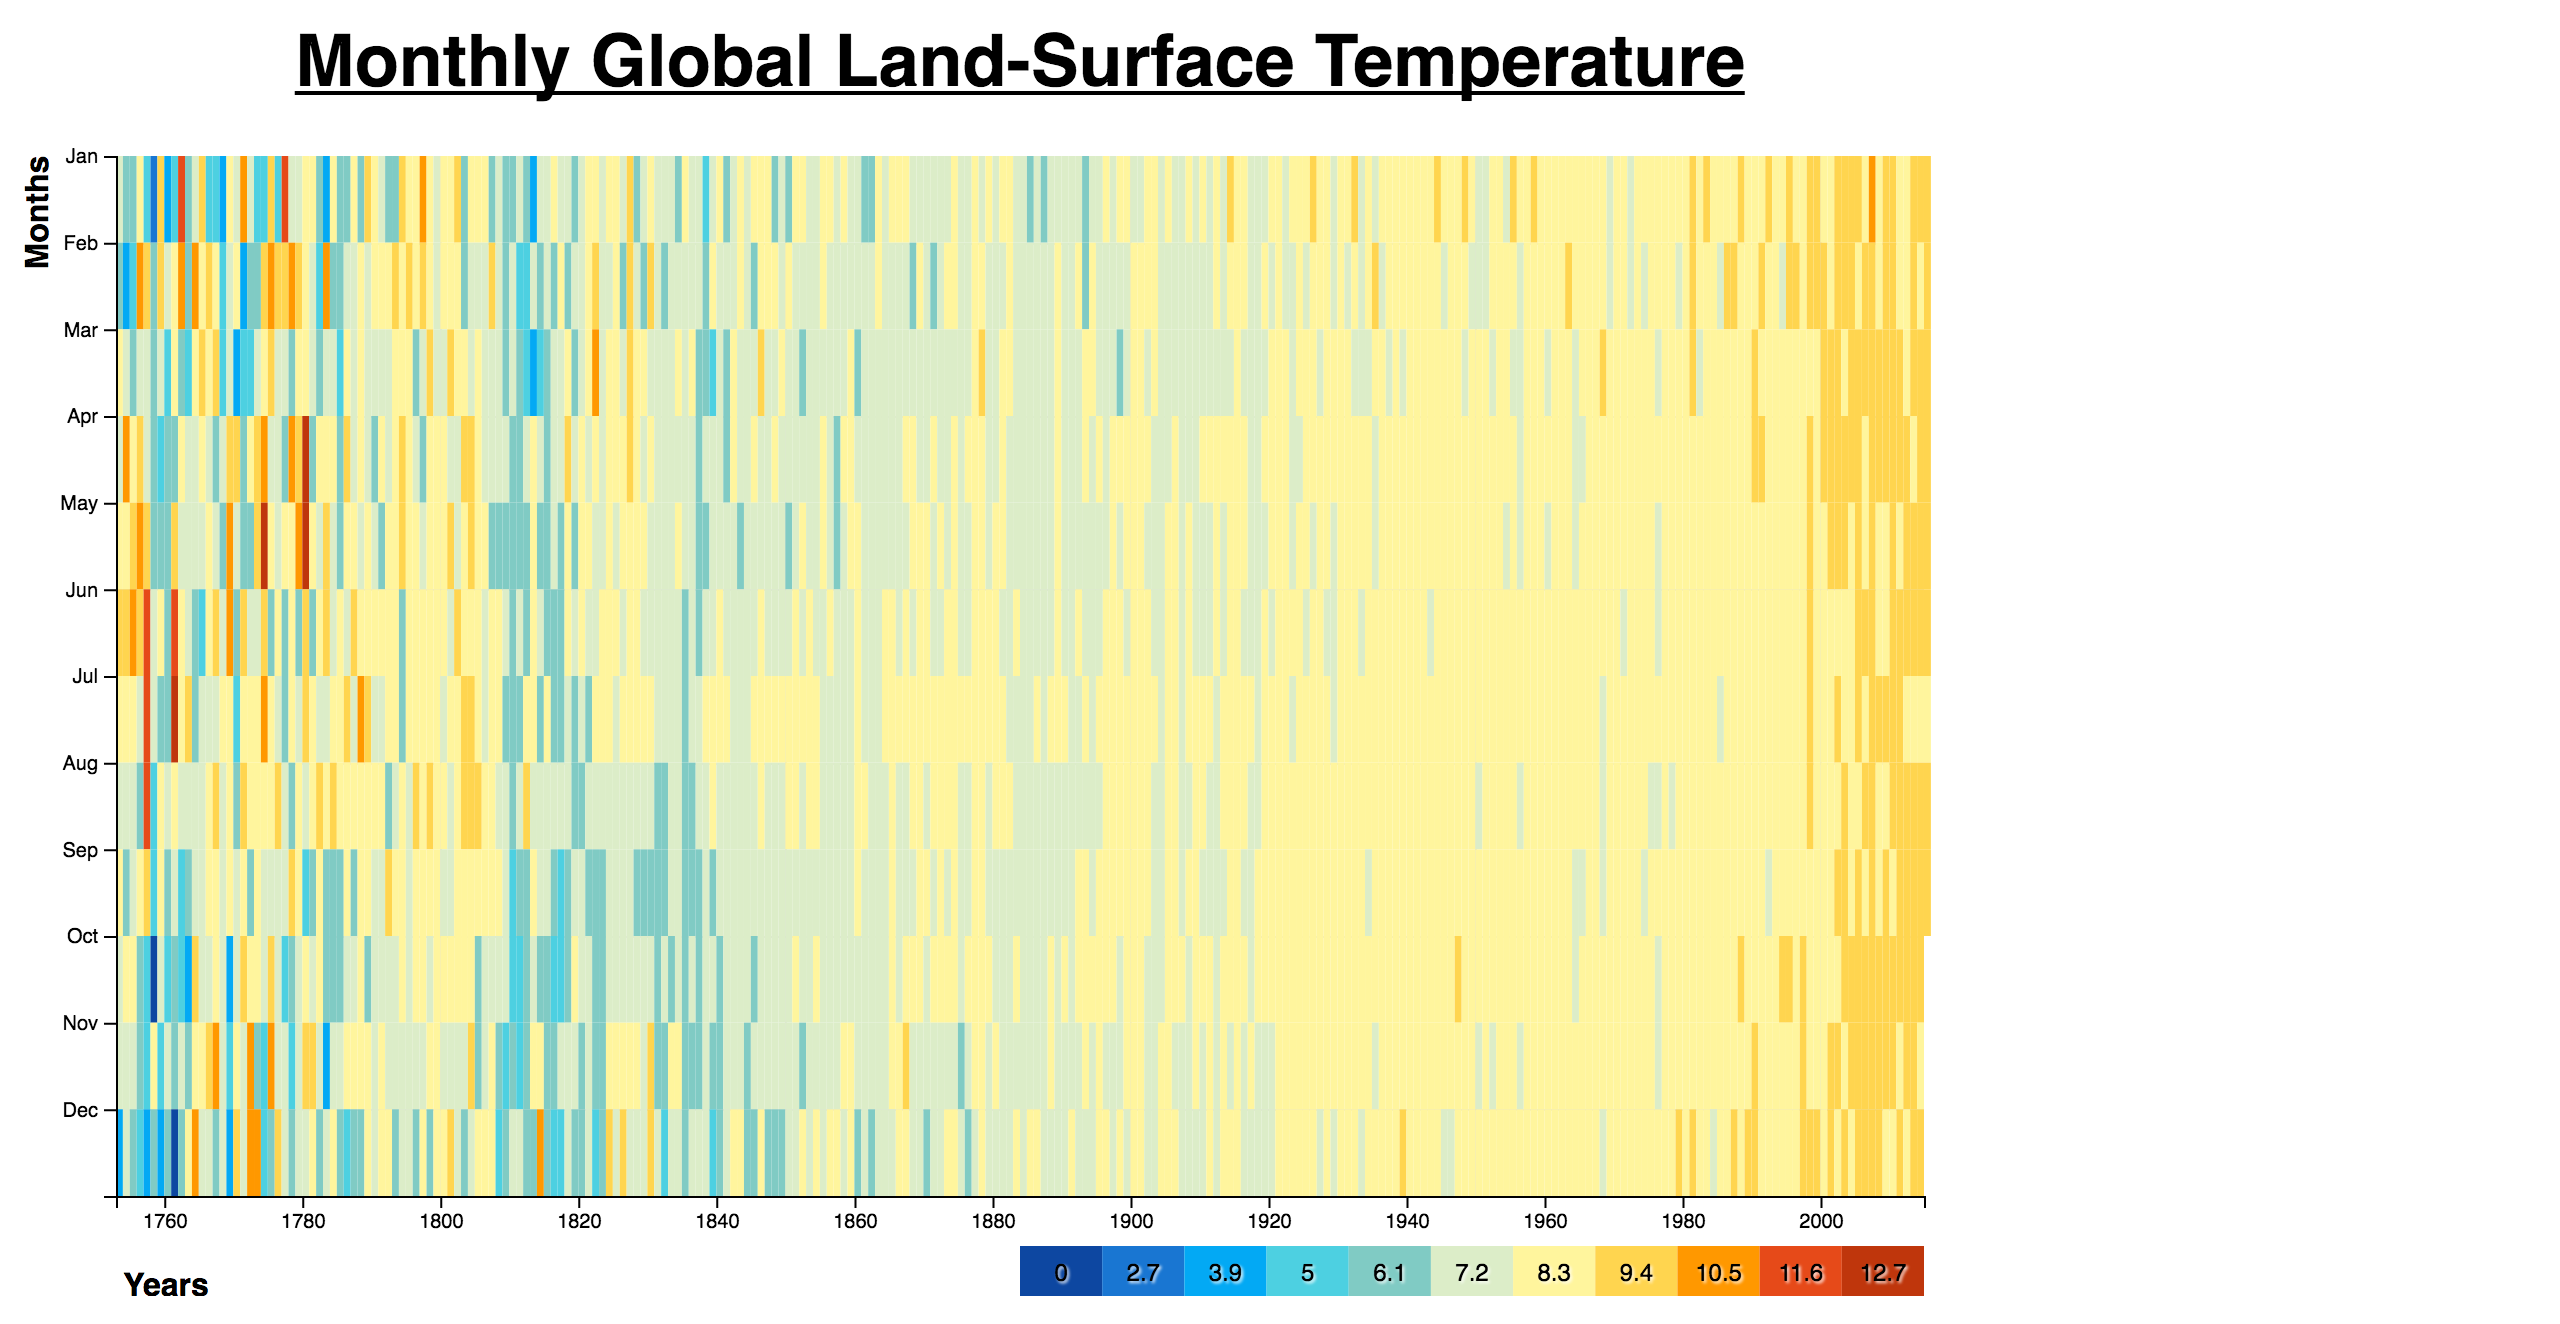 Monthly Global Land-Surface Temperature
Months
Jan
Feb
Mar
Apr
May
Jun
Jul
Aug
Sep
Oct
Nov
Dec
1760 1780 1800 1820 1840 1860 1880 1900 1920 1940 1960 1980 2000
Years
0 2.7 3.9 5 6.1 7.2 8.3 9.4 10.5 11.6 12.7